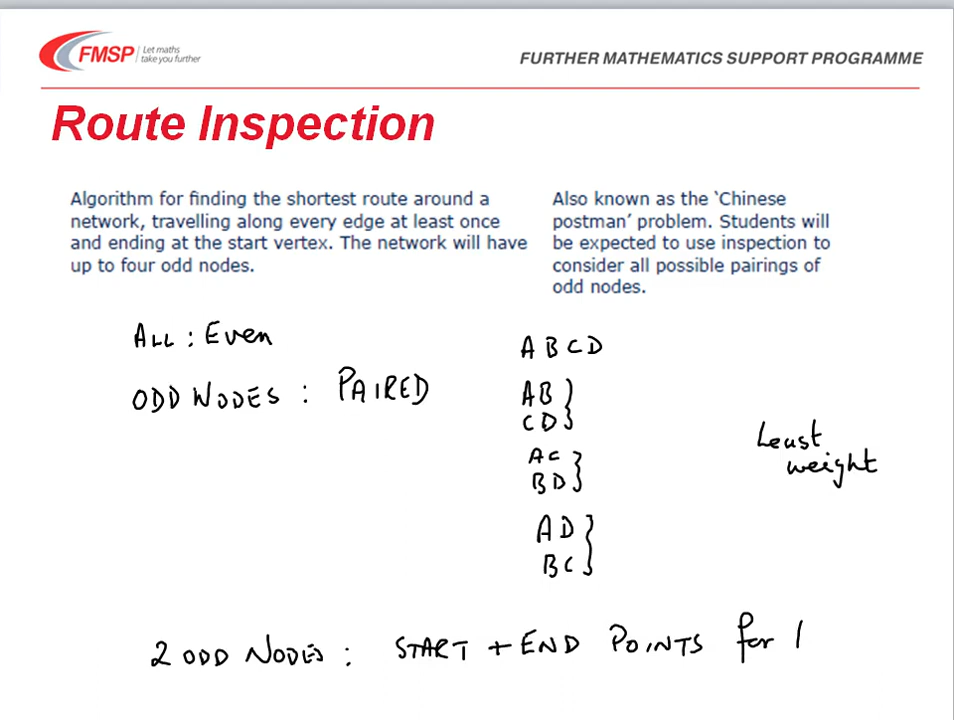 FMSP Let maths
take you further
FURTHER MATHEMATICS SUPPORT PROGRAMME
Route Inspection
Algorithm for finding the shortest route around a
network, travelling along every edge at least once
and ending at the start vertex. The network will have
up to four odd nodes.
Also known as the ‘Chinese
postman’ problem. Students will
be expected to use inspection to
consider all possible pairings of
odd nodes.
ALL : Even
ODD NODES : PAIRED
A B C D
AB }
CD
AC }
BD
AD }
BC
Least
weight
2 ODD NODES : START + END POINTS for 1